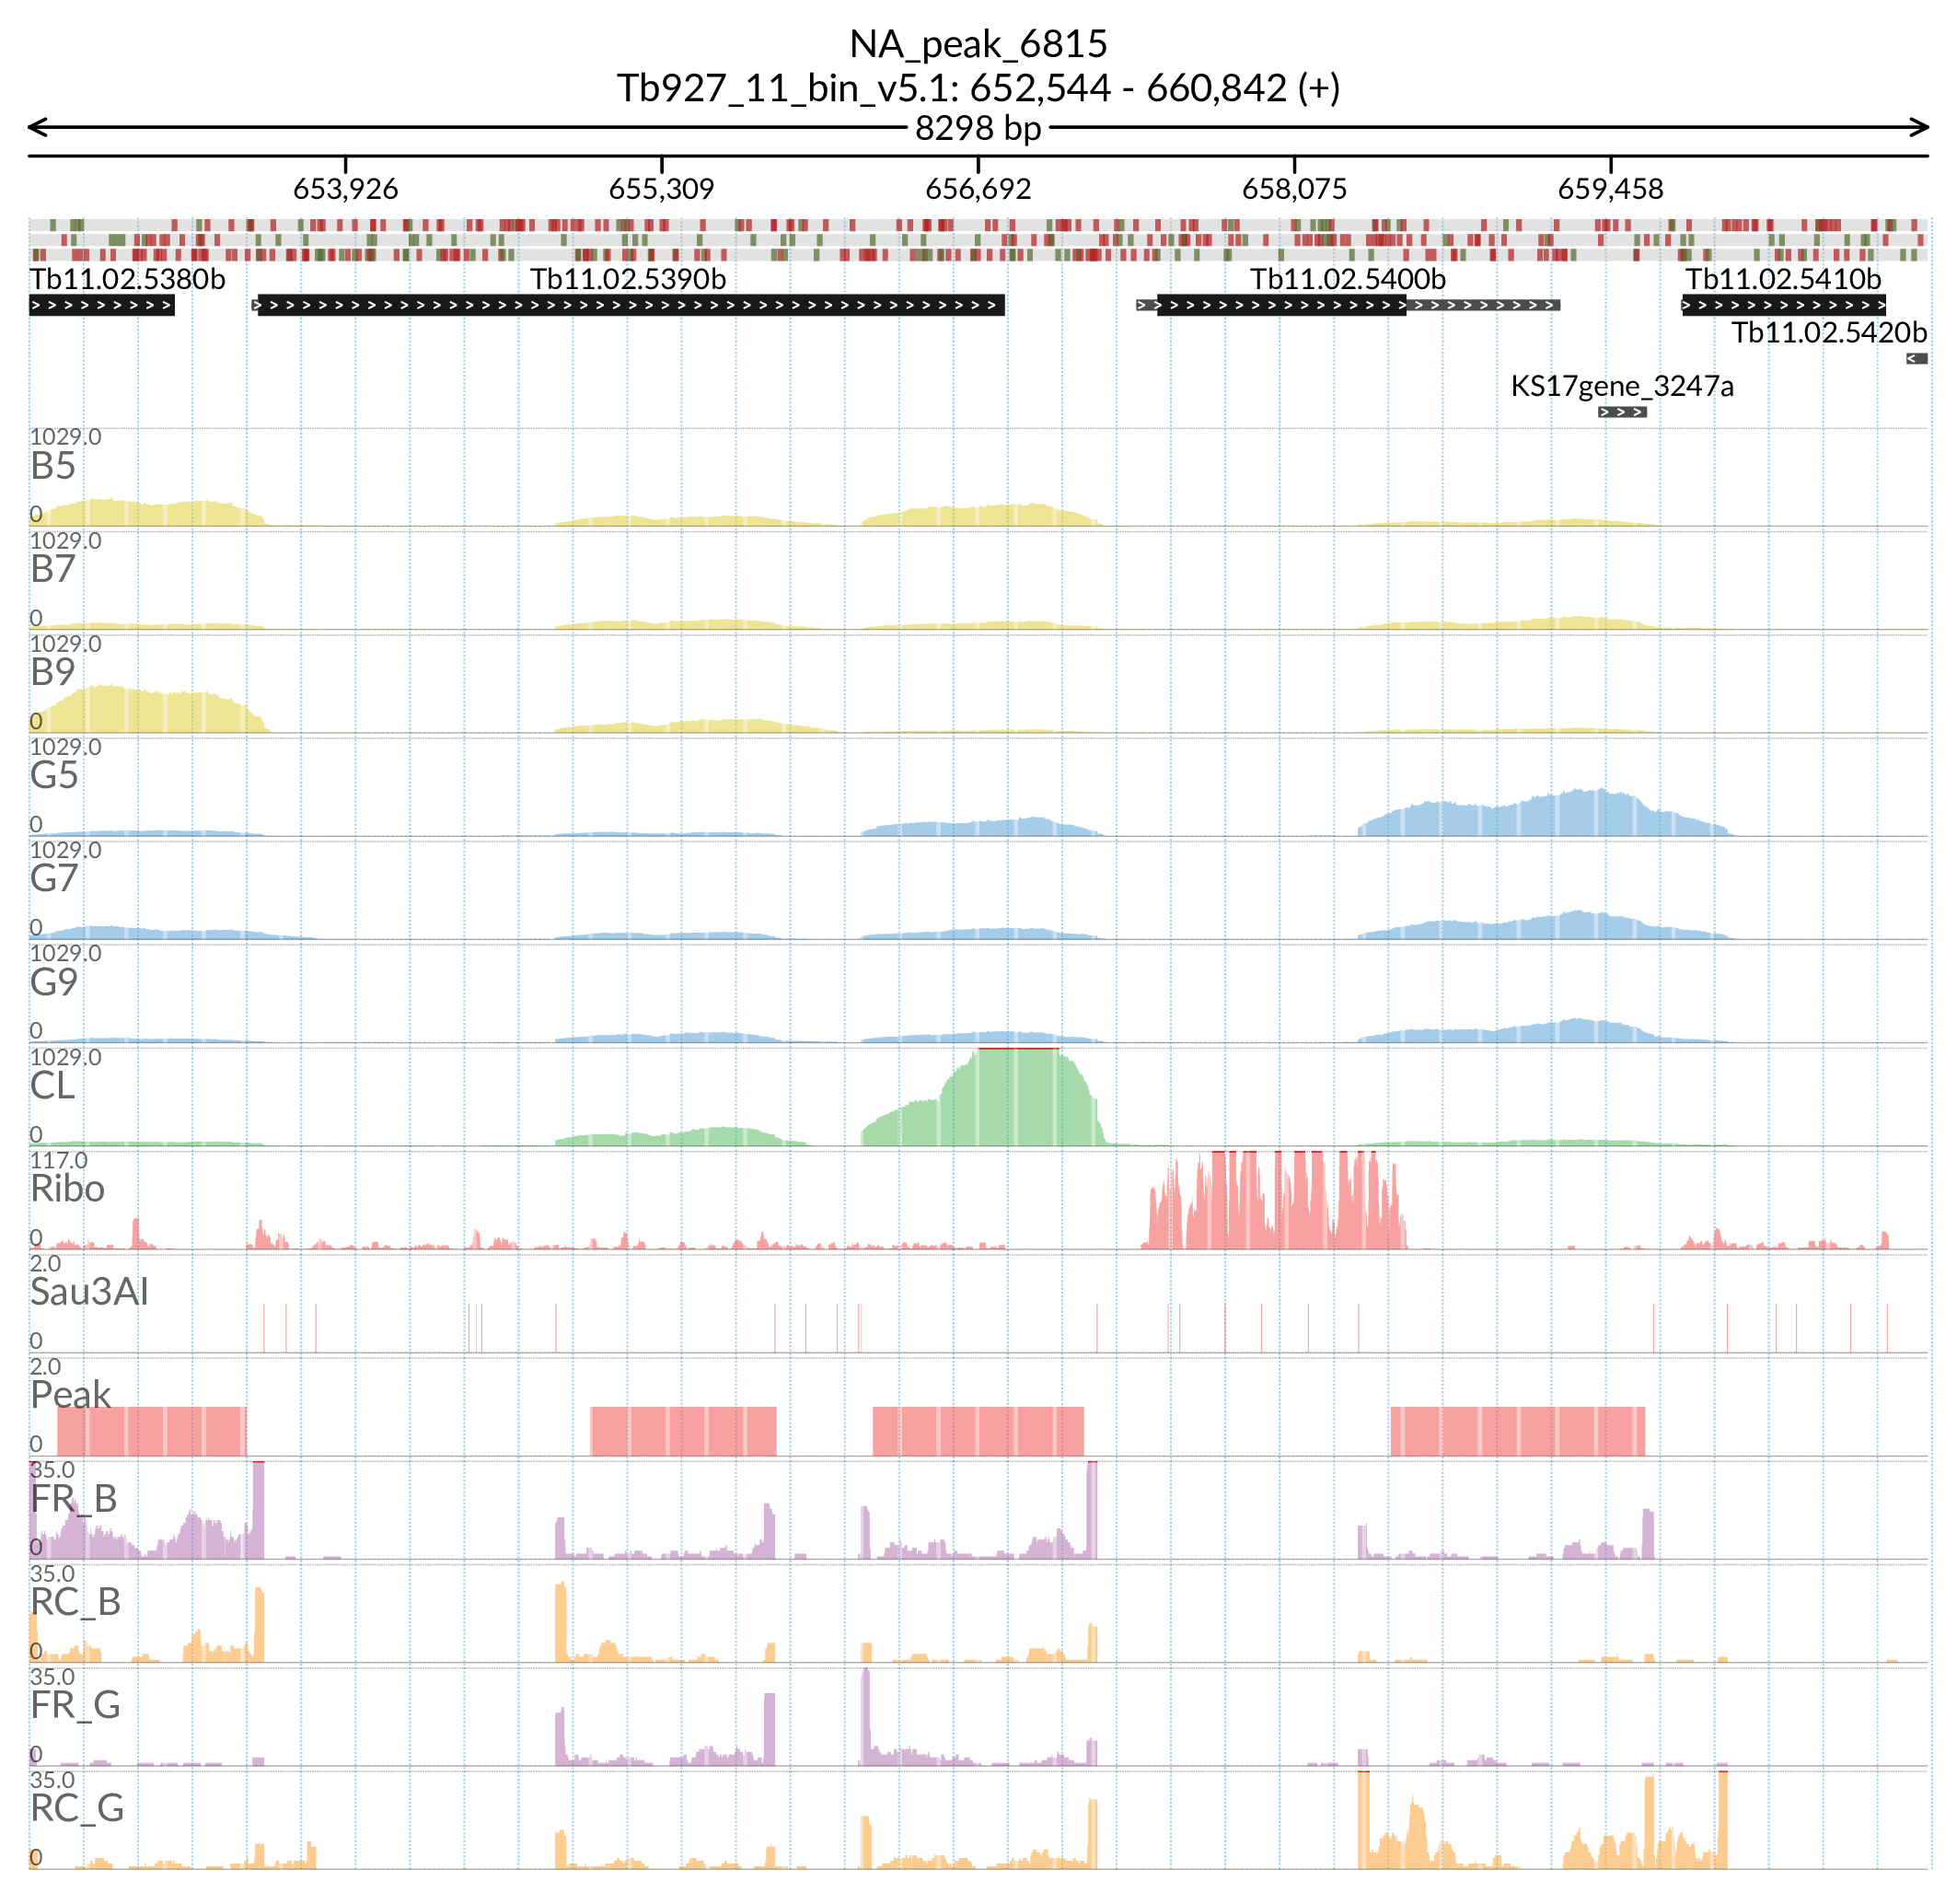 NA_peak_6815
Tb927_11_bin_v5.1: 652,544 - 660,842 (+)
8298 bp
653,926 655,309 656,692 658,075 659,458
Tb11.02.5380b Tb11.02.5390b Tb11.02.5400b Tb11.02.5410b
Tb11.02.5420b
KS17gene_3247a
1029.0
B5
0
1029.0
B7
0
1029.0
B9
0
1029.0
G5
0
1029.0
G7
0
1029.0
G9
0
1029.0
CL
0
117.0
Ribo
0
2.0
Sau3AI
0
2.0
Peak
0
35.0
FR_B
0
35.0
RC_B
0
35.0
FR_G
0
35.0
RC_G
0